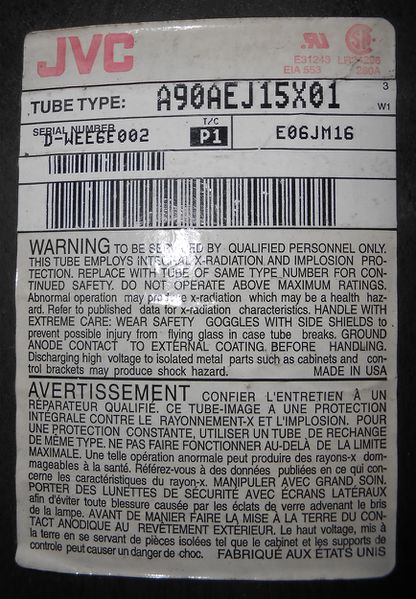 JVC
E31243 LR34296
EIA 553 280A
TUBE TYPE: A90AEJ15X01 3
W1
SERIAL NUMBER T/C
D-WEE6E002 P1 E06JM16
WARNING TO BE SERVICED BY QUALIFIED PERSONNEL ONLY.
THIS TUBE EMPLOYS INTEGRAL X-RADIATION AND IMPLOSION PRO-
TECTION. REPLACE WITH TUBE OF SAME TYPE NUMBER FOR CON-
TINUED SAFETY. DO NOT OPERATE ABOVE MAXIMUM RATINGS.
Abnormal operation may produce x-radiation which may be a health haz-
ard. Refer to published data for x-radiation characteristics. HANDLE WITH
EXTREME CARE: WEAR SAFETY GOGGLES WITH SIDE SHIELDS to
prevent possible injury from flying glass in case tube breaks. GROUND
ANODE CONTACT TO EXTERNAL COATING BEFORE HANDLING.
Discharging high voltage to isolated metal parts such as cabinets and con-
trol brackets may produce shock hazard. MADE IN USA
AVERTISSEMENT CONFIER L'ENTRETIEN À UN
RÉPARATEUR QUALIFIÉ. CE TUBE-IMAGE A UNE PROTECTION
INTÉGRALE CONTRE LE RAYONNEMENT-X ET L'IMPLOSION. POUR
UNE PROTECTION CONSTANTE, UTILISER UN TUBE DE RECHANGE
DE MÊME TYPE. NE PAS FAIRE FONCTIONNER AU-DELÀ DE LA LIMITE
MAXIMALE. Une telle opération anormale peut produire des rayons-x dom-
mageables à la santé. Référez-vous à des données publiées en ce qui con-
cerne les caractéristiques du rayon-x. MANIPULER AVEC GRAND SOIN.
PORTER DES LUNETTES DE SÉCURITÉ AVEC ÉCRANS LATÉRAUX
afin d'éviter toute blessure causée par les éclats de verre advenant le bris
de la lampe. AVANT DE MANIER FAIRE LA MISE À LA TERRE DU CON-
TACT ANODIQUE AU REVÊTEMENT EXTÉRIEUR. Le haut voltage, mis à
la terre en se servant de pièces isolées tel que le cabinet et les supports de
controle peut causer un danger de choc. FABRIQUÉ AUX ÉTATS UNIS